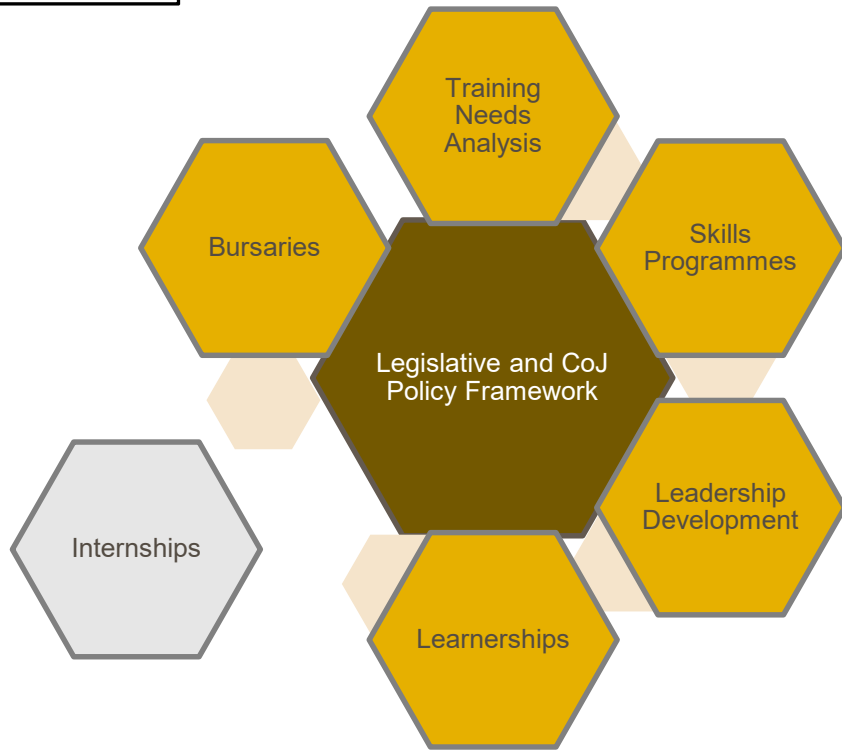 Training
Needs
Analysis
Bursaries
Skills
Programmes
Legislative and CoJ
Policy Framework
Leadership
Development
Internships
Learnerships